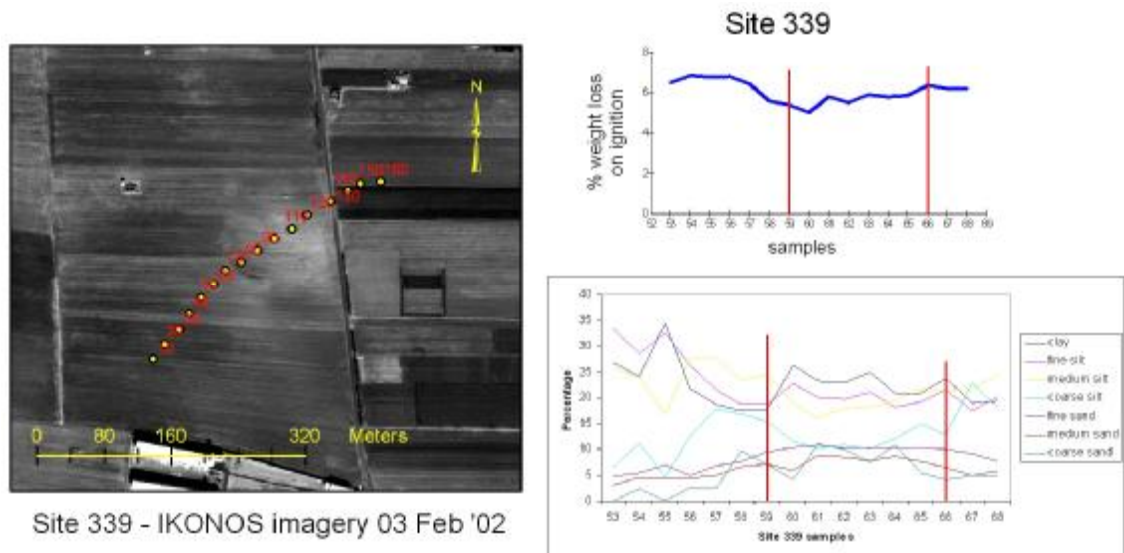 Site 339
N
0 80 160 320 Meters
Site 339 - IKONOS imagery 03 Feb '02
% weight loss
on ignition
8
6
4
2
0
52 53 54 55 56 57 58 59 60 61 62 63 64 65 66 67 68 69
samples
40
35
30
25
20
15
10
5
0
Percentage
53 54 55 56 57 58 59 60 61 62 63 64 65 66 67 68
Site 339 samples
clay
fine silt
medium silt
coarse silt
fine sand
medium sand
coarse sand